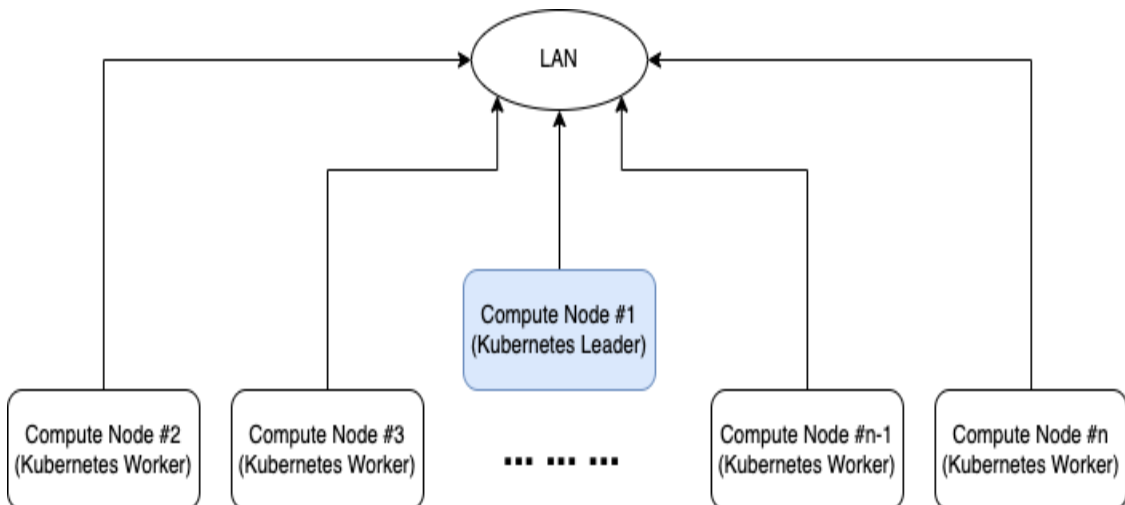 LAN
Compute Node #1
(Kubernetes Leader)
Compute Node #2
(Kubernetes Worker)
Compute Node #3
(Kubernetes Worker)
... ... ...
Compute Node #n-1
(Kubernetes Worker)
Compute Node #n
(Kubernetes Worker)